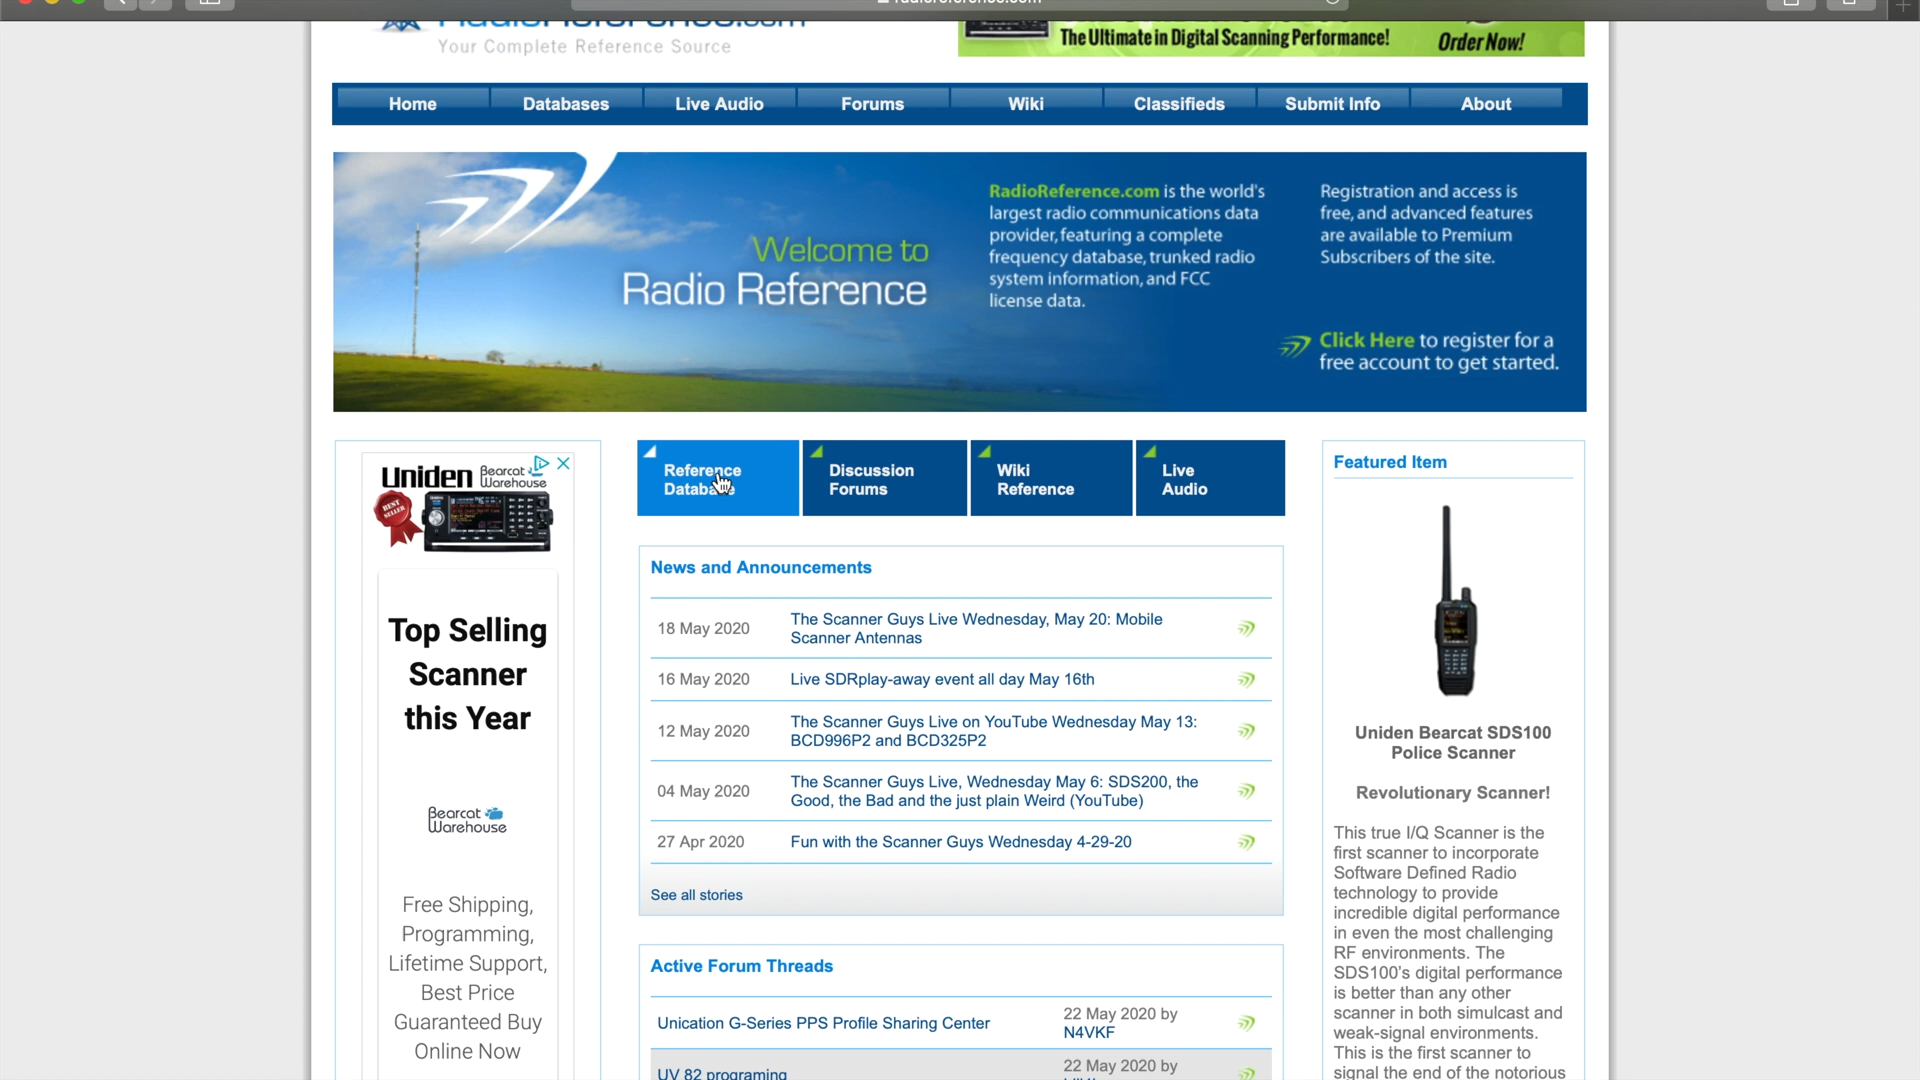 Your Complete Reference Source
The Ultimate in Digital Scanning Performance!
Order Now!
Home
Databases
Live Audio
Forums
Wiki
Classifieds
Submit Info
About
Welcome to
Radio Reference
RadioReference.com is the world's
largest radio communications data
provider, featuring a complete
frequency database, trunked radio
system information, and FCC
license data.
Registration and access is
free, and advanced features
are available to Premium
Subscribers of the site.
Click Here to register for a
free account to get started.
Uniden Bearcat Warehouse
BEST SELLER
Top Selling
Scanner
this Year
Bearcat
Warehouse
Free Shipping,
Programming,
Lifetime Support,
Best Price
Guaranteed Buy
Online Now
Reference
Database
Discussion
Forums
Wiki
Reference
Live
Audio
News and Announcements
18 May 2020
The Scanner Guys Live Wednesday, May 20: Mobile
Scanner Antennas
16 May 2020
Live SDRplay-away event all day May 16th
12 May 2020
The Scanner Guys Live on YouTube Wednesday May 13:
BCD996P2 and BCD325P2
04 May 2020
The Scanner Guys Live, Wednesday May 6: SDS200, the
Good, the Bad and the just plain Weird (YouTube)
27 Apr 2020
Fun with the Scanner Guys Wednesday 4-29-20
See all stories
Active Forum Threads
Unication G-Series PPS Profile Sharing Center
22 May 2020 by
N4VKF
UV 82 programing
22 May 2020 by
Featured Item
Uniden Bearcat SDS100
Police Scanner
Revolutionary Scanner!
This true I/Q Scanner is the
first scanner to incorporate
Software Defined Radio
technology to provide
incredible digital performance
in even the most challenging
RF environments. The
SDS100's digital performance
is better than any other
scanner in both simulcast and
weak-signal environments.
This is the first scanner to
signal the end of the notorious